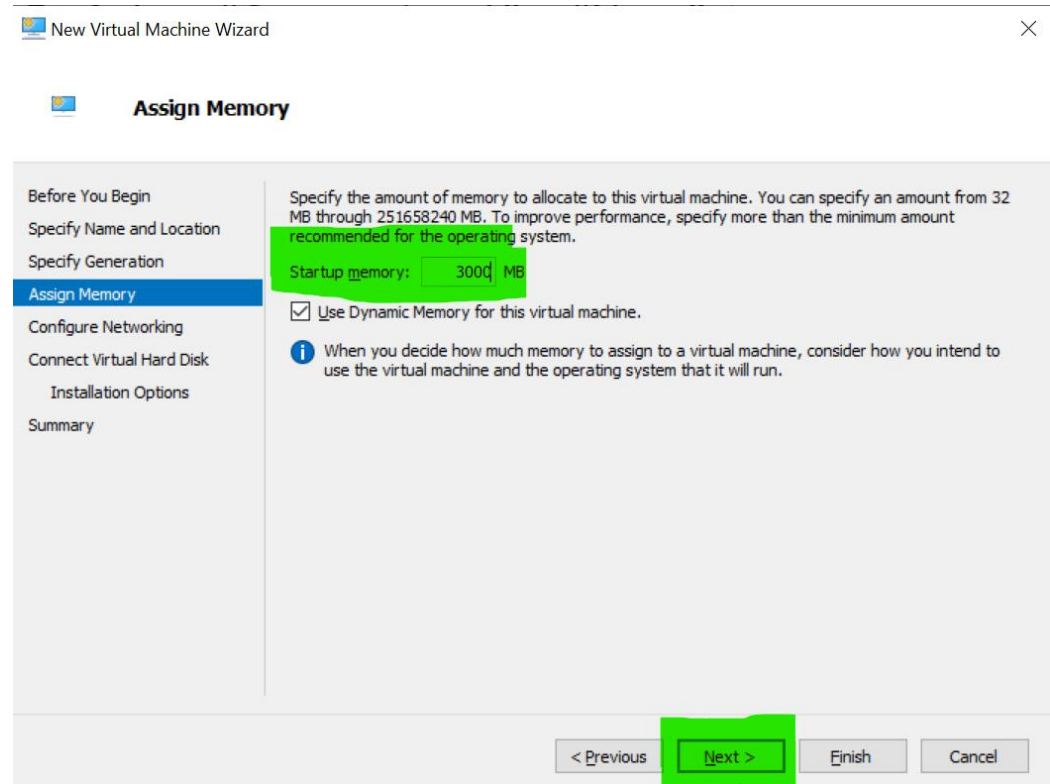 New Virtual Machine Wizard
Assign Memory
Before You Begin
Specify Name and Location
Specify Generation
Assign Memory
Configure Networking
Connect Virtual Hard Disk
Installation Options
Summary
Specify the amount of memory to allocate to this virtual machine. You can specify an amount from 32
MB through 251658240 MB. To improve performance, specify more than the minimum amount
recommended for the operating system.
Startup memory: 3000 MB
Use Dynamic Memory for this virtual machine.
When you decide how much memory to assign to a virtual machine, consider how you intend to
use the virtual machine and the operating system that it will run.
< Previous Next > Finish Cancel